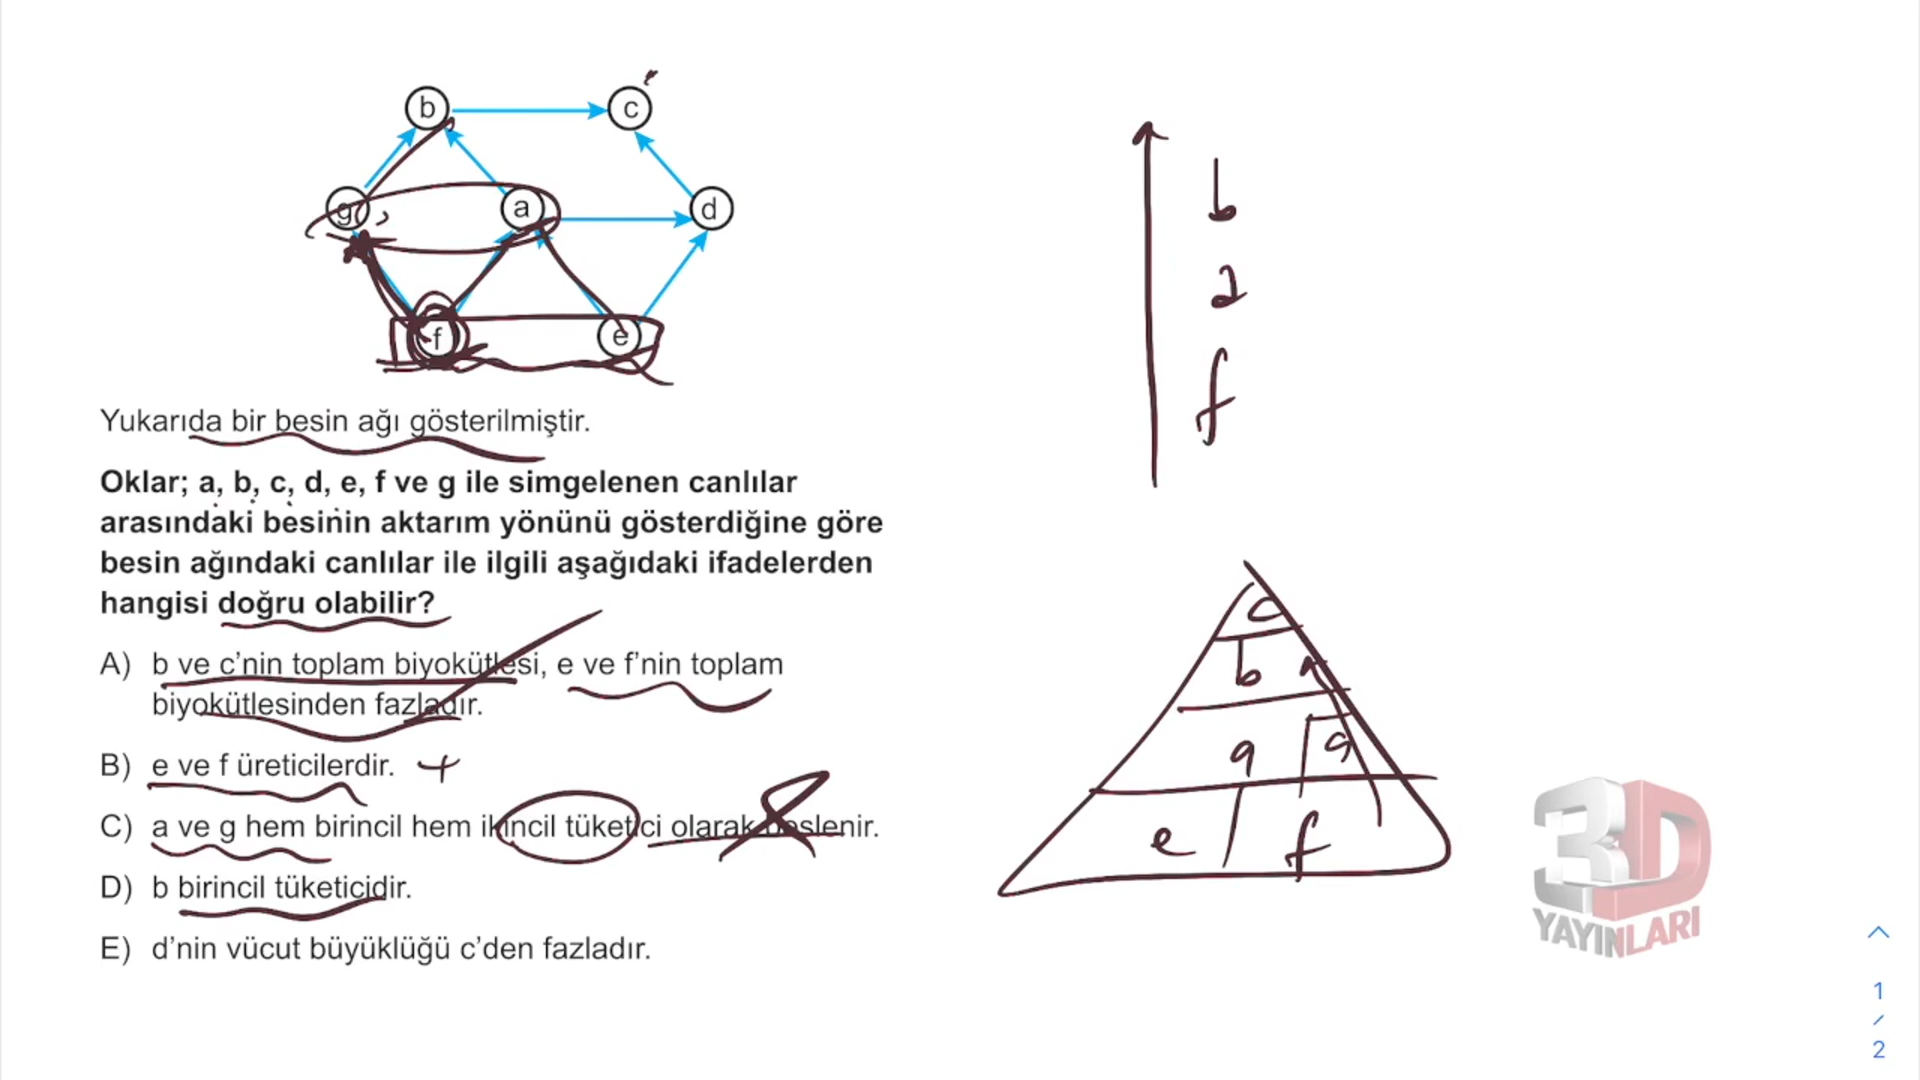 b
c
g
a
d
f
e
b
a
f
Yukarıda bir besin ağı gösterilmiştir.
Oklar; a, b, c, d, e, f ve g ile simgelenen canlılar
arasındaki besinin aktarım yönünü gösterdiğine göre
besin ağındaki canlılar ile ilgili aşağıdaki ifadelerden
hangisi doğru olabilir?
A) b ve c’nin toplam biyokütlesi, e ve f’nin toplam
biyokütlesinden fazladır.
B) e ve f üreticilerdir.
C) a ve g hem birincil hem ikincil tüketici olarak beslenir.
D) b birincil tüketicidir.
E) d’nin vücut büyüklüğü c’den fazladır.
c
b
g
a
e
f
3D
YAYINLARI
1
/
2